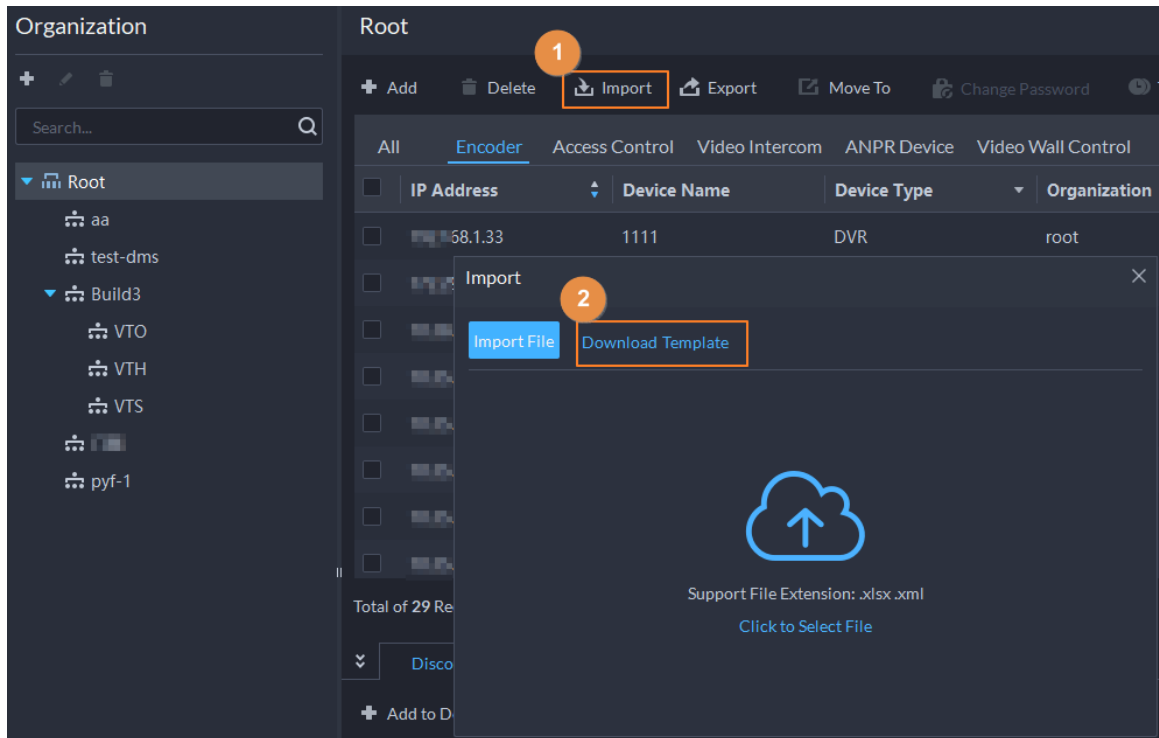 Organization
Root
1
Add Delete Import Export Move To Change Password
Search...
All Encoder Access Control Video Intercom ANPR Device Video Wall Control
Root
IP Address Device Name Device Type Organization
aa
68.1.33 1111 DVR root
test-dms
Import
Build3
2
VTO
Import File Download Template
VTH
VTS
pyf-1
Support File Extension: .xlsx .xml
Total of 29 Re
Click to Select File
Disco
Add to D